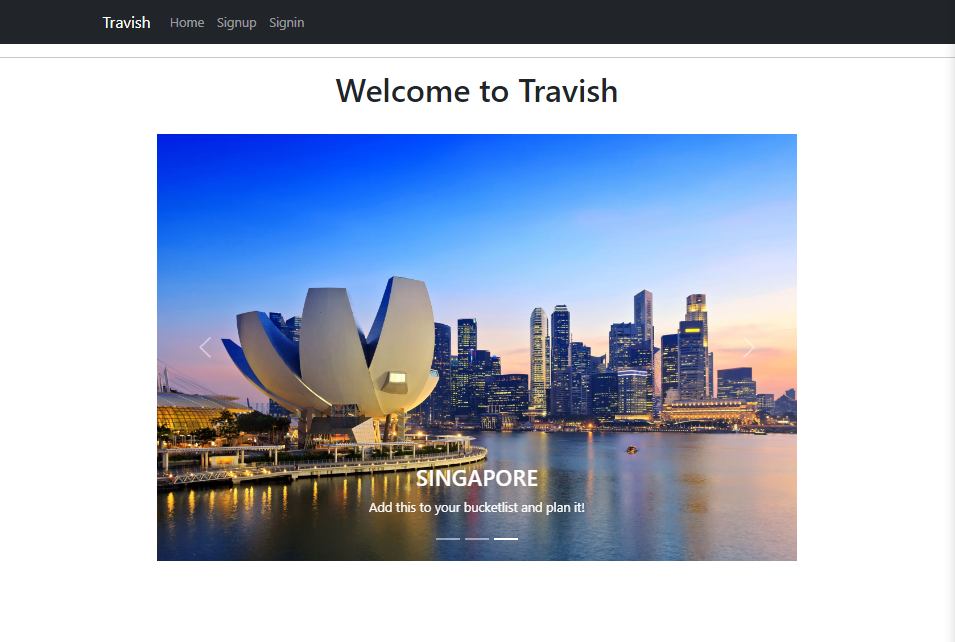 Travish Home Signup Signin
Welcome to Travish
SINGAPORE
Add this to your bucketlist and plan it!